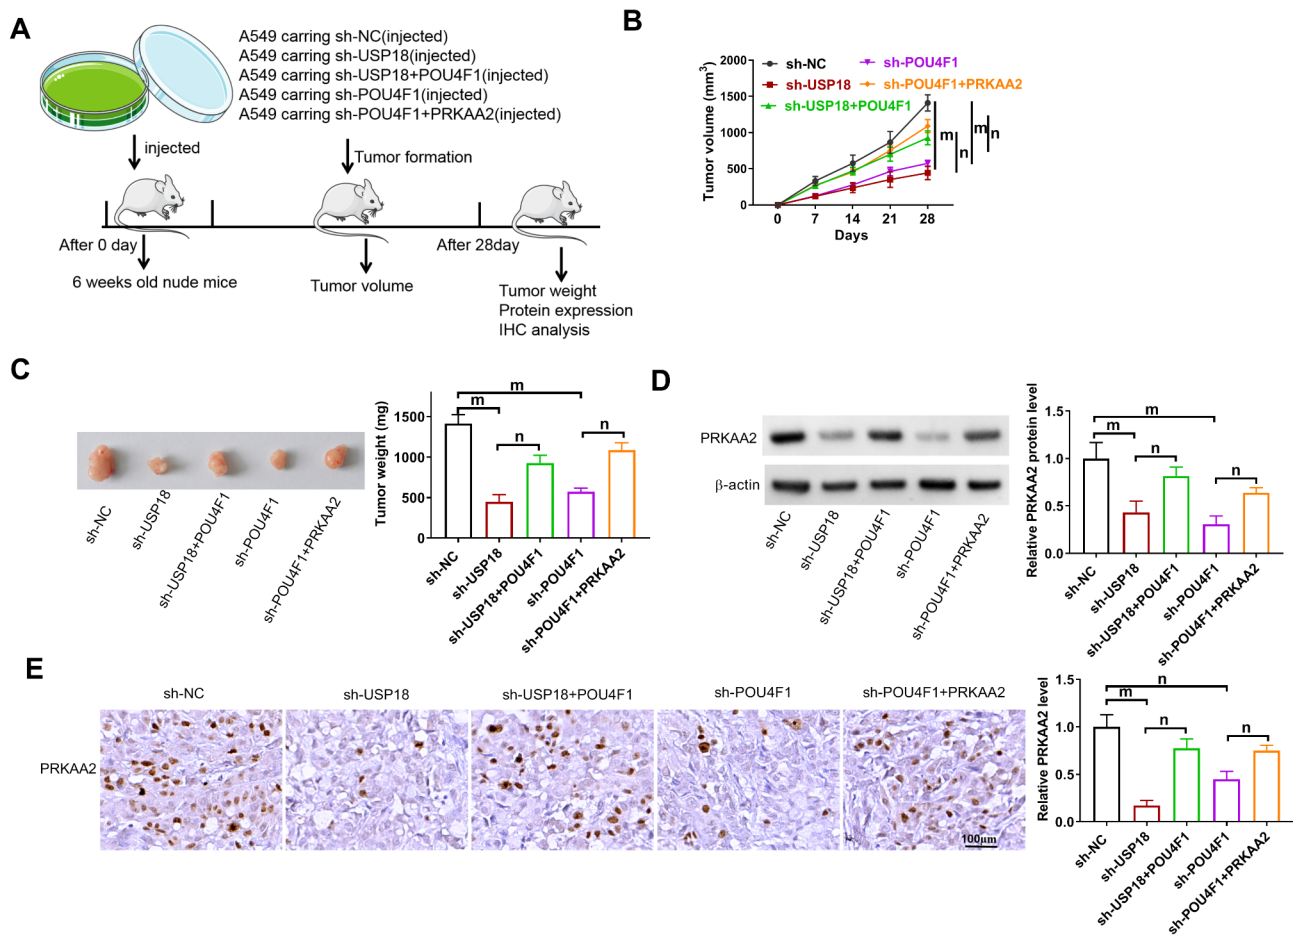 A
A549 carring sh-NC(injected)
A549 carring sh-USP18(injected)
A549 carring sh-USP18+POU4F1(injected)
A549 carring sh-POU4F1(injected)
A549 carring sh-POU4F1+PRKAA2(injected)
injected
Tumor formation
After 0 day
After 28day
6 weeks old nude mice
Tumor volume
Tumor weight
Protein expression
IHC analysis
B
sh-NC
sh-POU4F1
sh-USP18
sh-POU4F1+PRKAA2
sh-USP18+POU4F1
Tumor volume (mm³)
2000
1500
1000
500
0
0 7 14 21 28
Days
m
n
m
n
C
sh-NC
sh-USP18
sh-USP18+POU4F1
sh-POU4F1
sh-POU4F1+PRKAA2
Tumor weight (mg)
1500
1000
500
0
m
m
n
n
sh-NC
sh-USP18
sh-USP18+POU4F1
sh-POU4F1
sh-POU4F1+PRKAA2
D
PRKAA2
β-actin
sh-NC
sh-USP18
sh-USP18+POU4F1
sh-POU4F1
sh-POU4F1+PRKAA2
Relative PRKAA2 protein level
1.5
1.0
0.5
0.0
m
m
n
n
sh-NC
sh-USP18
sh-USP18+POU4F1
sh-POU4F1
sh-POU4F1+PRKAA2
E
sh-NC
sh-USP18
sh-USP18+POU4F1
sh-POU4F1
sh-POU4F1+PRKAA2
PRKAA2
100μm
Relative PRKAA2 level
1.5
1.0
0.5
0.0
n
m
n
n
sh-NC
sh-USP18
sh-USP18+POU4F1
sh-POU4F1
sh-POU4F1+PRKAA2